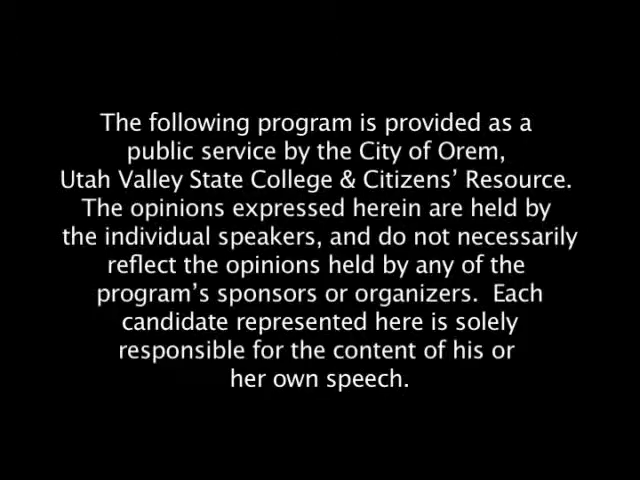 The following program is provided as a
public service by the City of Orem,
Utah Valley State College & Citizens’ Resource.
The opinions expressed herein are held by
the individual speakers, and do not necessarily
reflect the opinions held by any of the
program’s sponsors or organizers.  Each
candidate represented here is solely
responsible for the content of his or
her own speech.